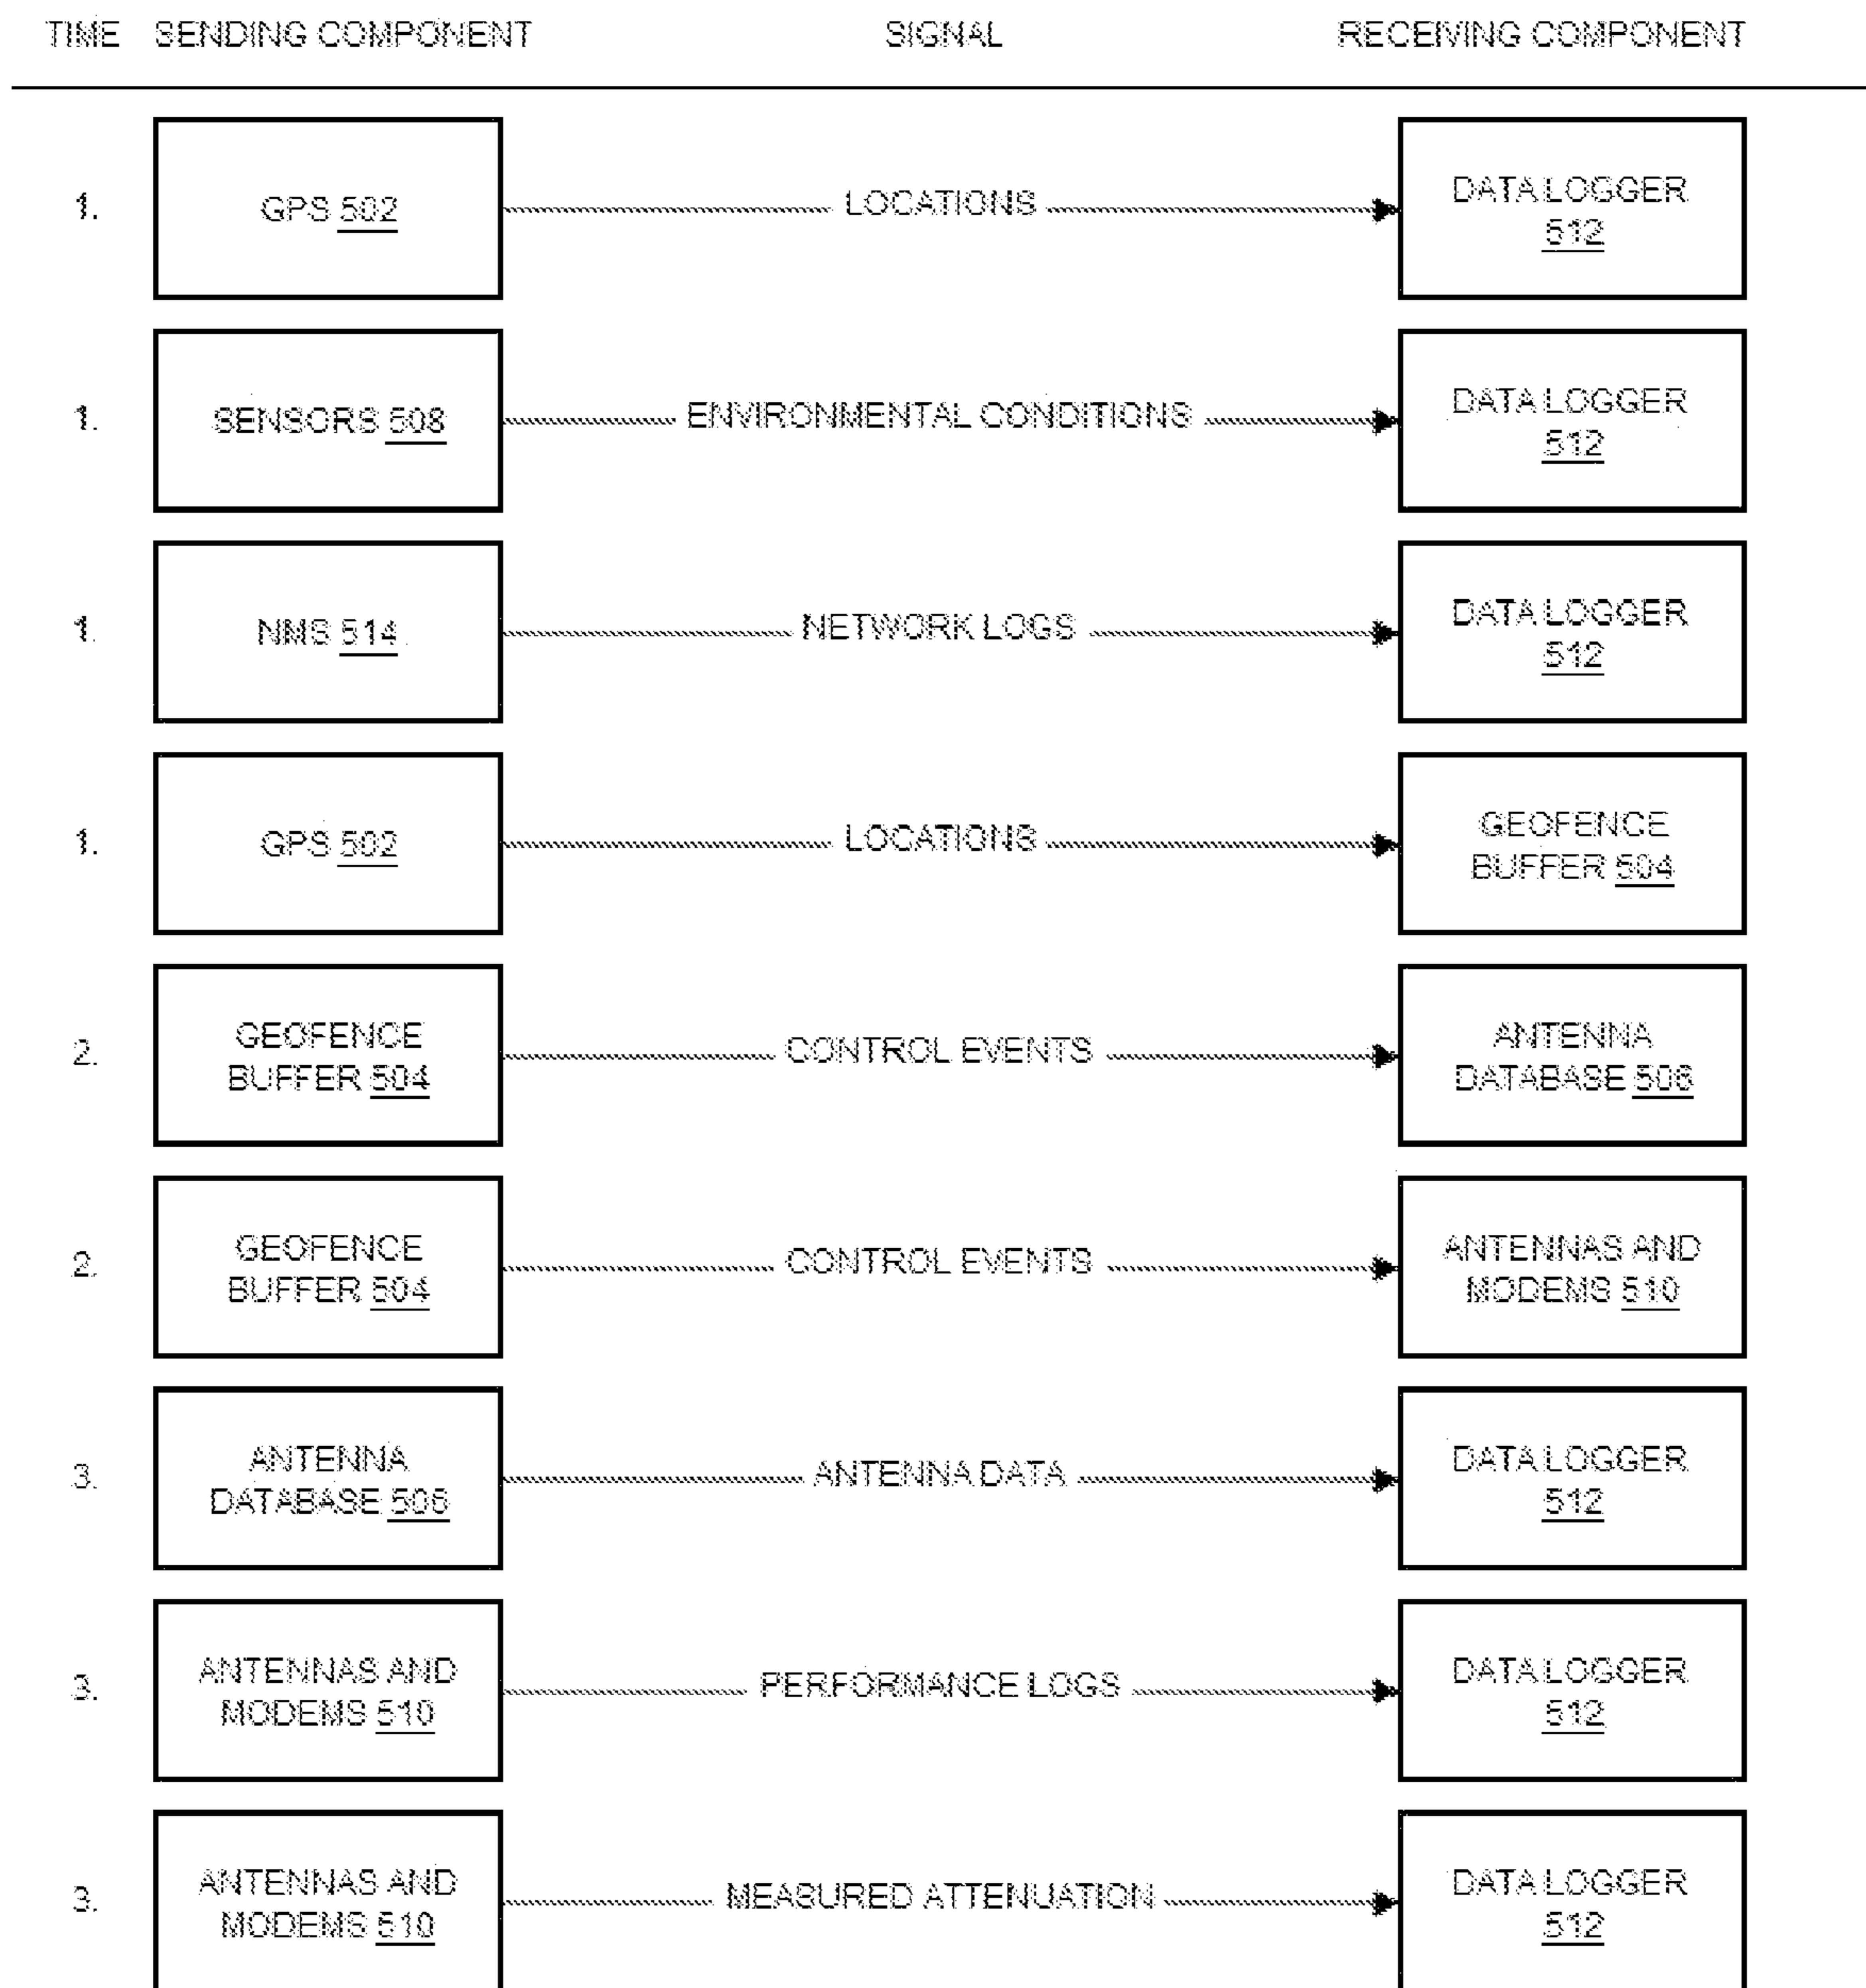 TIME SENDING COMPONENT SIGNAL RECEIVING COMPONENT
1. GPS 502 LOCATIONS DATA LOGGER
512
1. SENSORS 508 ENVIRONMENTAL CONDITIONS DATA LOGGER
512
1. NMS 514 NETWORK LOGS DATA LOGGER
512
1. GPS 502 LOCATIONS GEOFENCE
BUFFER 504
2. GEOFENCE
BUFFER 504 CONTROL EVENTS ANTENNA
DATABASE 506
2. GEOFENCE
BUFFER 504 CONTROL EVENTS ANTENNAS AND
MODEMS 510
3. ANTENNA
DATABASE 506 ANTENNA DATA DATA LOGGER
512
3. ANTENNAS AND
MODEMS 510 PERFORMANCE LOGS DATA LOGGER
512
3. ANTENNAS AND
MODEMS 510 MEASURED ATTENUATION DATA LOGGER
512